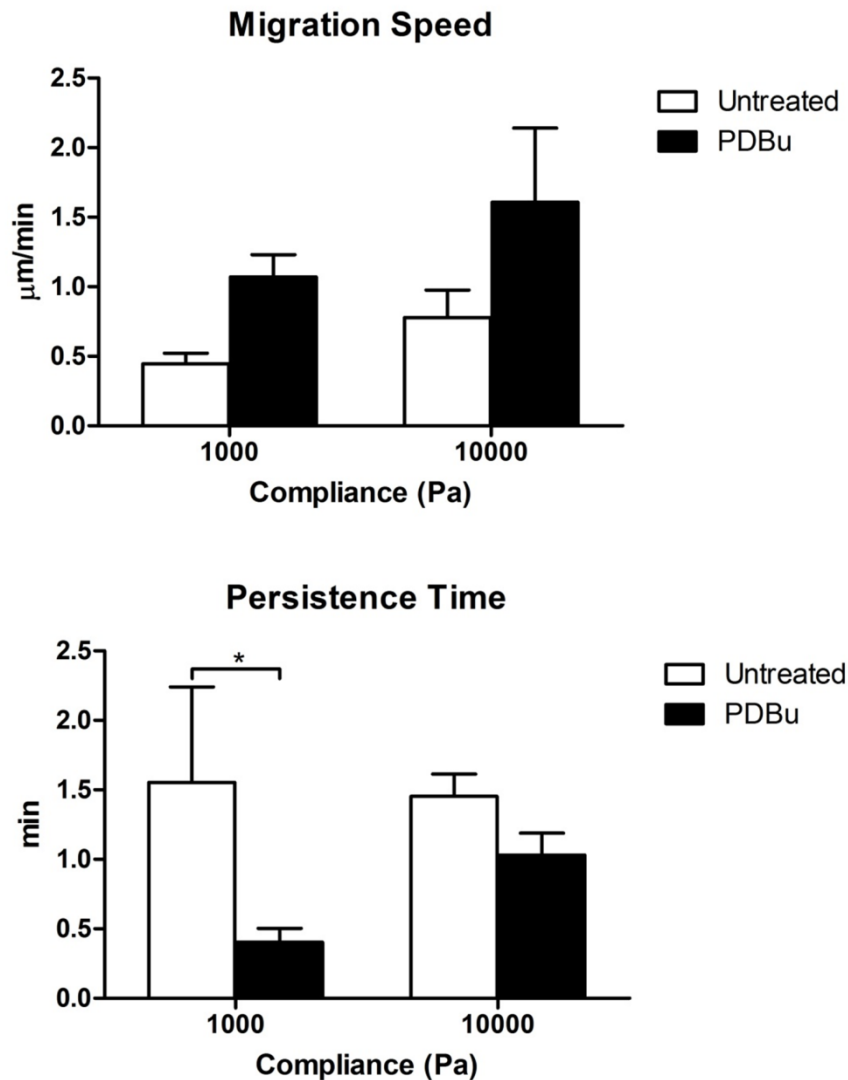 Migration Speed
2.5
2.0
1.5
1.0
0.5
0.0
μm/min
1000
10000
Compliance (Pa)
Untreated
PDBu
Persistence Time
2.5
2.0
1.5
1.0
0.5
0.0
min
*
1000
10000
Compliance (Pa)
Untreated
PDBu